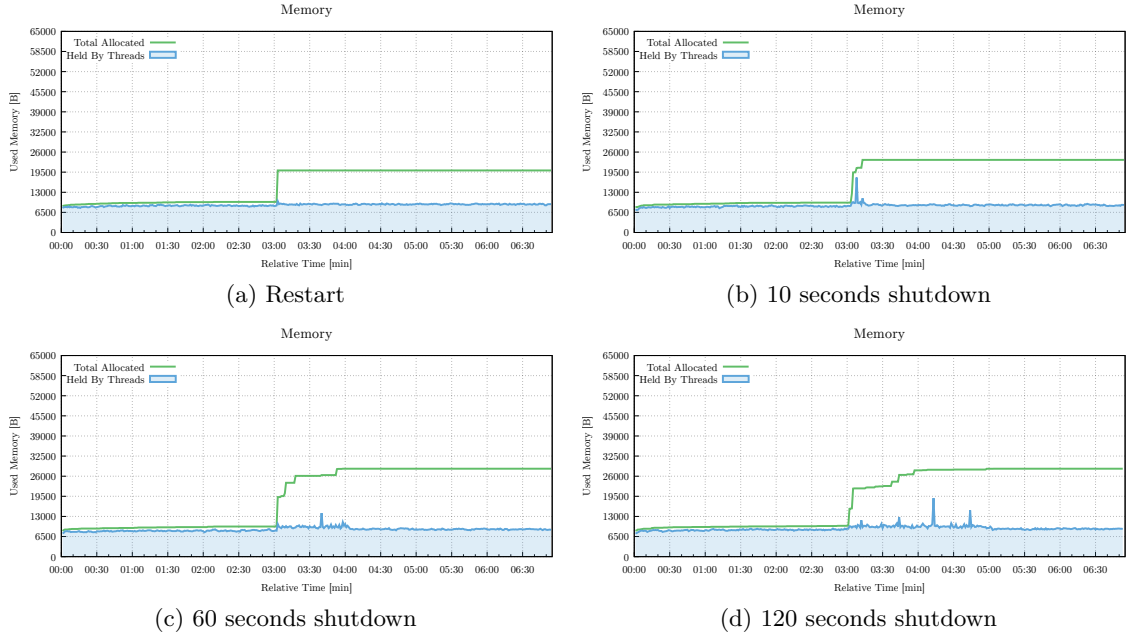 Memory
Used Memory [B]
65000
58500
52000
45500
39000
32500
26000
19500
13000
6500
0
Total Allocated
Held By Threads
00:00 00:30 01:00 01:30 02:00 02:30 03:00 03:30 04:00 04:30 05:00 05:30 06:00 06:30
Relative Time [min]
(a) Restart
Memory
Used Memory [B]
65000
58500
52000
45500
39000
32500
26000
19500
13000
6500
0
Total Allocated
Held By Threads
00:00 00:30 01:00 01:30 02:00 02:30 03:00 03:30 04:00 04:30 05:00 05:30 06:00 06:30
Relative Time [min]
(b) 10 seconds shutdown
Memory
Used Memory [B]
65000
58500
52000
45500
39000
32500
26000
19500
13000
6500
0
Total Allocated
Held By Threads
00:00 00:30 01:00 01:30 02:00 02:30 03:00 03:30 04:00 04:30 05:00 05:30 06:00 06:30
Relative Time [min]
(c) 60 seconds shutdown
Memory
Used Memory [B]
65000
58500
52000
45500
39000
32500
26000
19500
13000
6500
0
Total Allocated
Held By Threads
00:00 00:30 01:00 01:30 02:00 02:30 03:00 03:30 04:00 04:30 05:00 05:30 06:00 06:30
Relative Time [min]
(d) 120 seconds shutdown